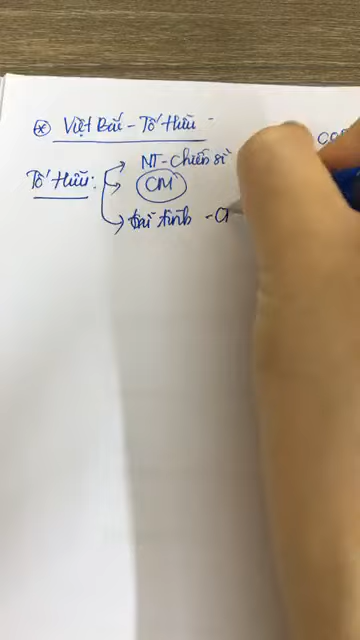 * Việt Bắc - Tố Hữu -
NT - chiến sĩ
Tố Hữu:
CM
trữ tình -